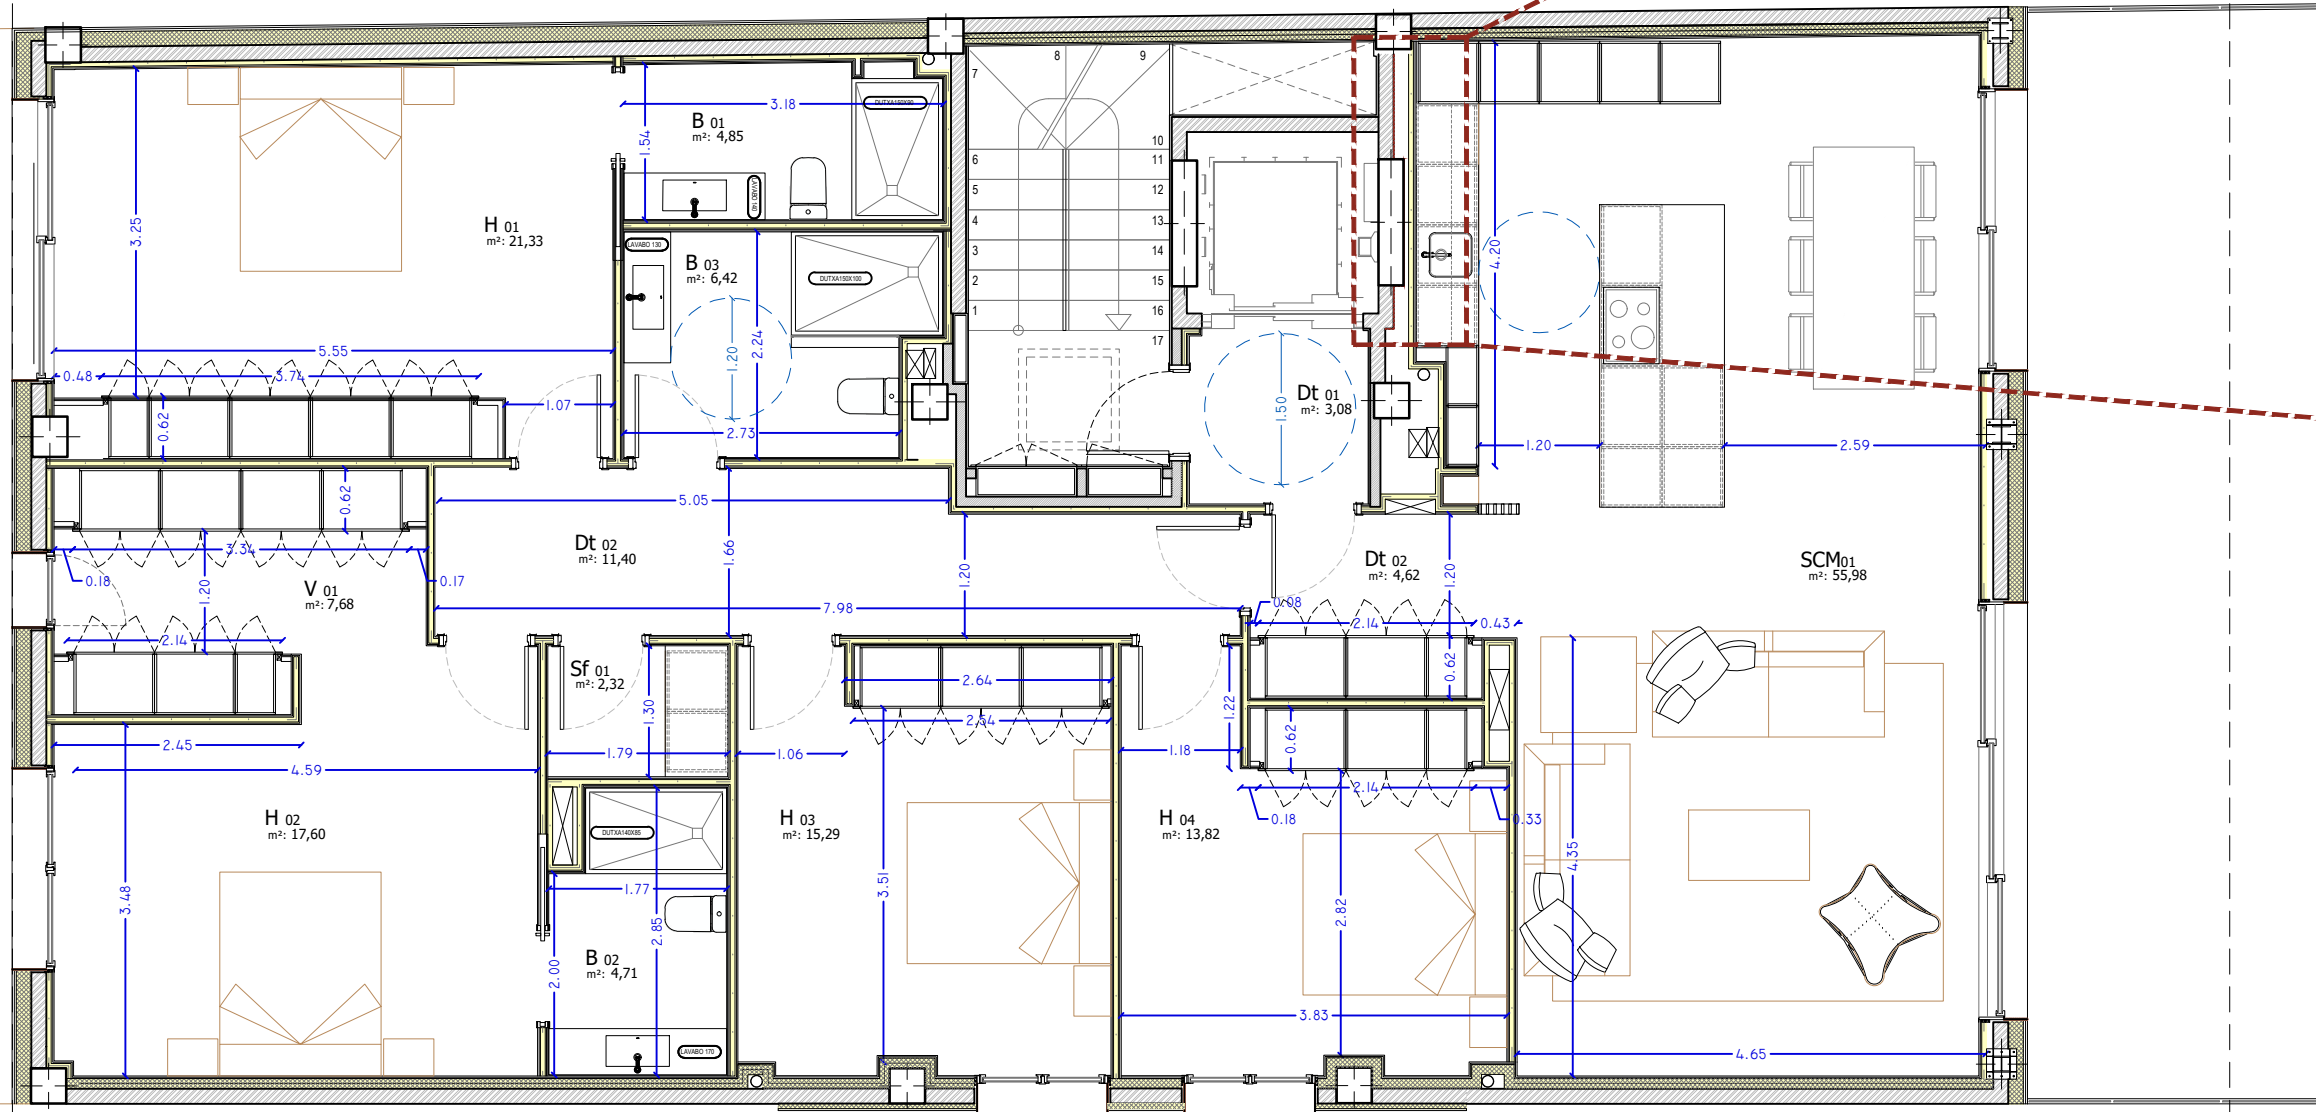 7
8
9
B 01
m²: 4,85
3.18
DUTXA150X80
1.54
LAVABO 140
10
11
12
13
14
15
16
17
6
5
4
3
2
1
3.25
H 01
m²: 21,33
LAVABO 130
B 03
m²: 6,42
DUTXA150X100
4.20
1.20
2.24
5.55
0.48
3.74
1.07
2.73
0.62
1.50
Dt 01
m²: 3,08
1.20
2.59
0.62
5.05
3.34
0.18
0.17
1.20
V 01
m²: 7,68
2.14
Dt 02
m²: 11,40
1.66
1.20
7.98
Dt 02
m²: 4,62
1.20
SCM01
m²: 55,98
0.08
2.14
0.43
0.62
Sf 01
m²: 2,32
1.30
1.79
2.64
2.54
1.06
1.22
1.18
0.62
2.14
0.18
0.33
2.45
4.59
H 02
m²: 17,60
3.48
DUTXA140X85
1.77
2.85
2.00
B 02
m²: 4,71
LAVABO 170
H 03
m²: 15,29
3.51
H 04
m²: 13,82
2.82
3.83
4.35
4.65